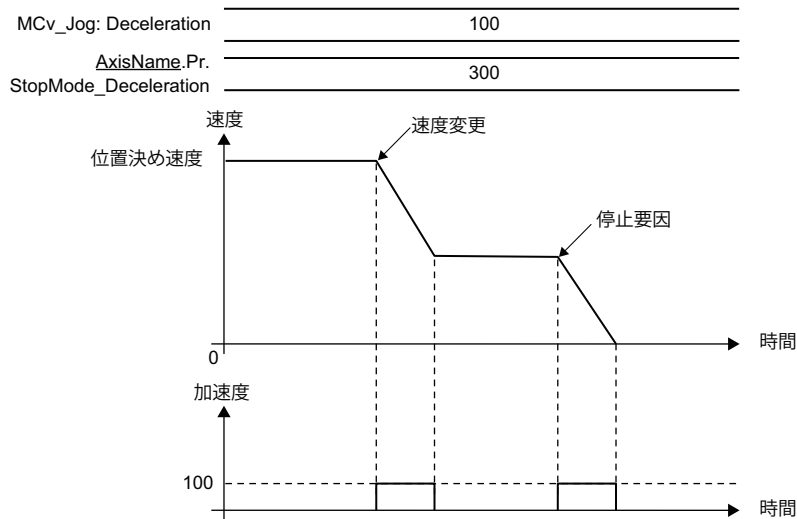 MCv_Jog: Deceleration 100
AxisName.Pr.
StopMode_Deceleration 300
速度
速度変更
位置決め速度
停止要因
時間
0
加速度
100
時間